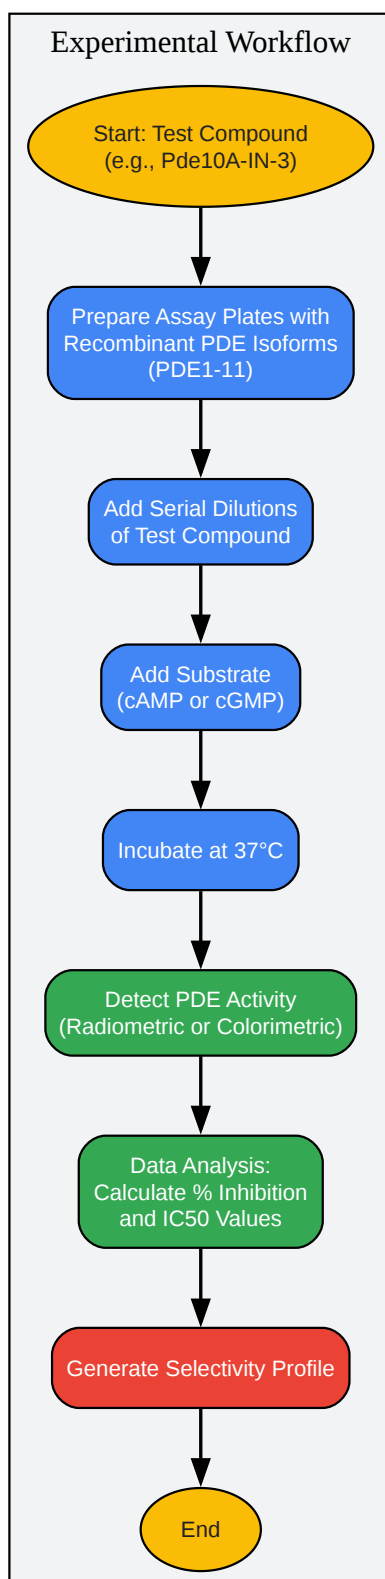 Experimental Workflow
Start: Test Compound
(e.g., Pde10A-IN-3)
Prepare Assay Plates with
Recombinant PDE Isoforms
(PDE1-11)
Add Serial Dilutions
of Test Compound
Add Substrate
(cAMP or cGMP)
Incubate at 37°C
Detect PDE Activity
(Radiometric or Colorimetric)
Data Analysis:
Calculate % Inhibition
and IC50 Values
Generate Selectivity Profile
End